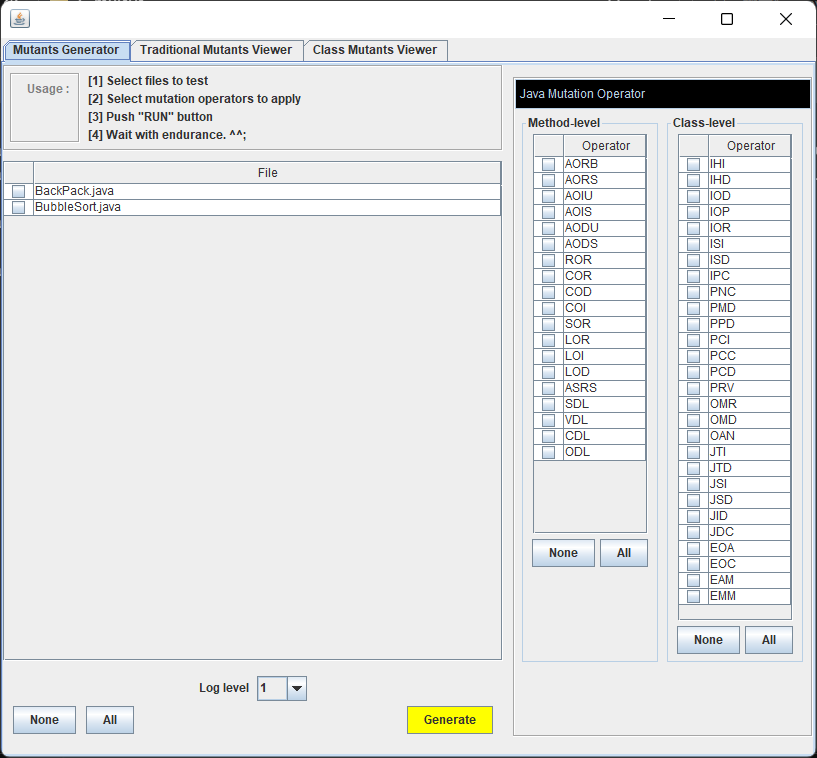 Mutants Generator
Traditional Mutants Viewer
Class Mutants Viewer
Usage :
[1] Select files to test
[2] Select mutation operators to apply
[3] Push "RUN" button
[4] Wait with endurance. ^^;
File
BackPack.java
BubbleSort.java
Log level
1
None
All
Generate
Java Mutation Operator
Method-level
Operator
AORB
AORS
AOIU
AOIS
AODU
AODS
ROR
COR
COD
COI
SOR
LOR
LOI
LOD
ASRS
SDL
VDL
CDL
ODL
None
All
Class-level
Operator
IHI
IHD
IOD
IOP
IOR
ISI
ISD
IPC
PNC
PMD
PPD
PCI
PCC
PCD
PRV
OMR
OMD
OAN
JTI
JTD
JSI
JSD
JID
JDC
EOA
EOC
EAM
EMM
None
All